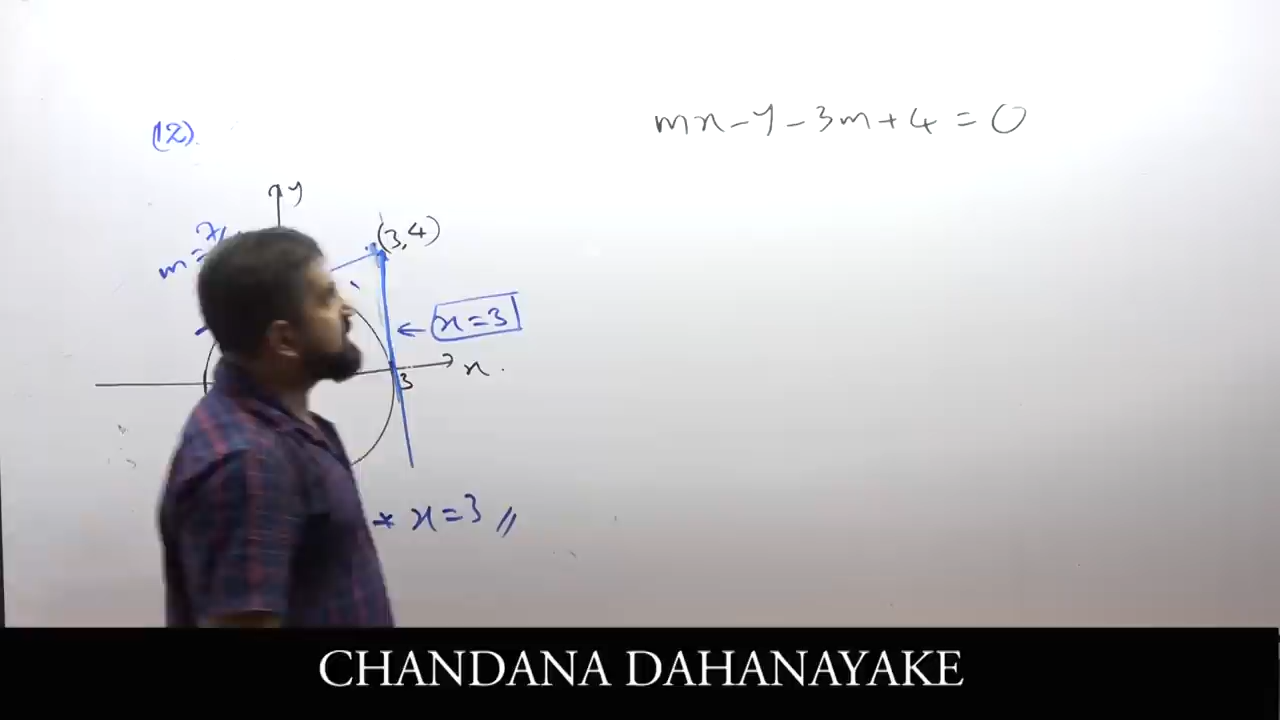 mx - y - 3m + 4 = 0
(12).
y
(3,4)
m =
x = 3
x .
3
* x = 3 //
CHANDANA DAHANAYAKE